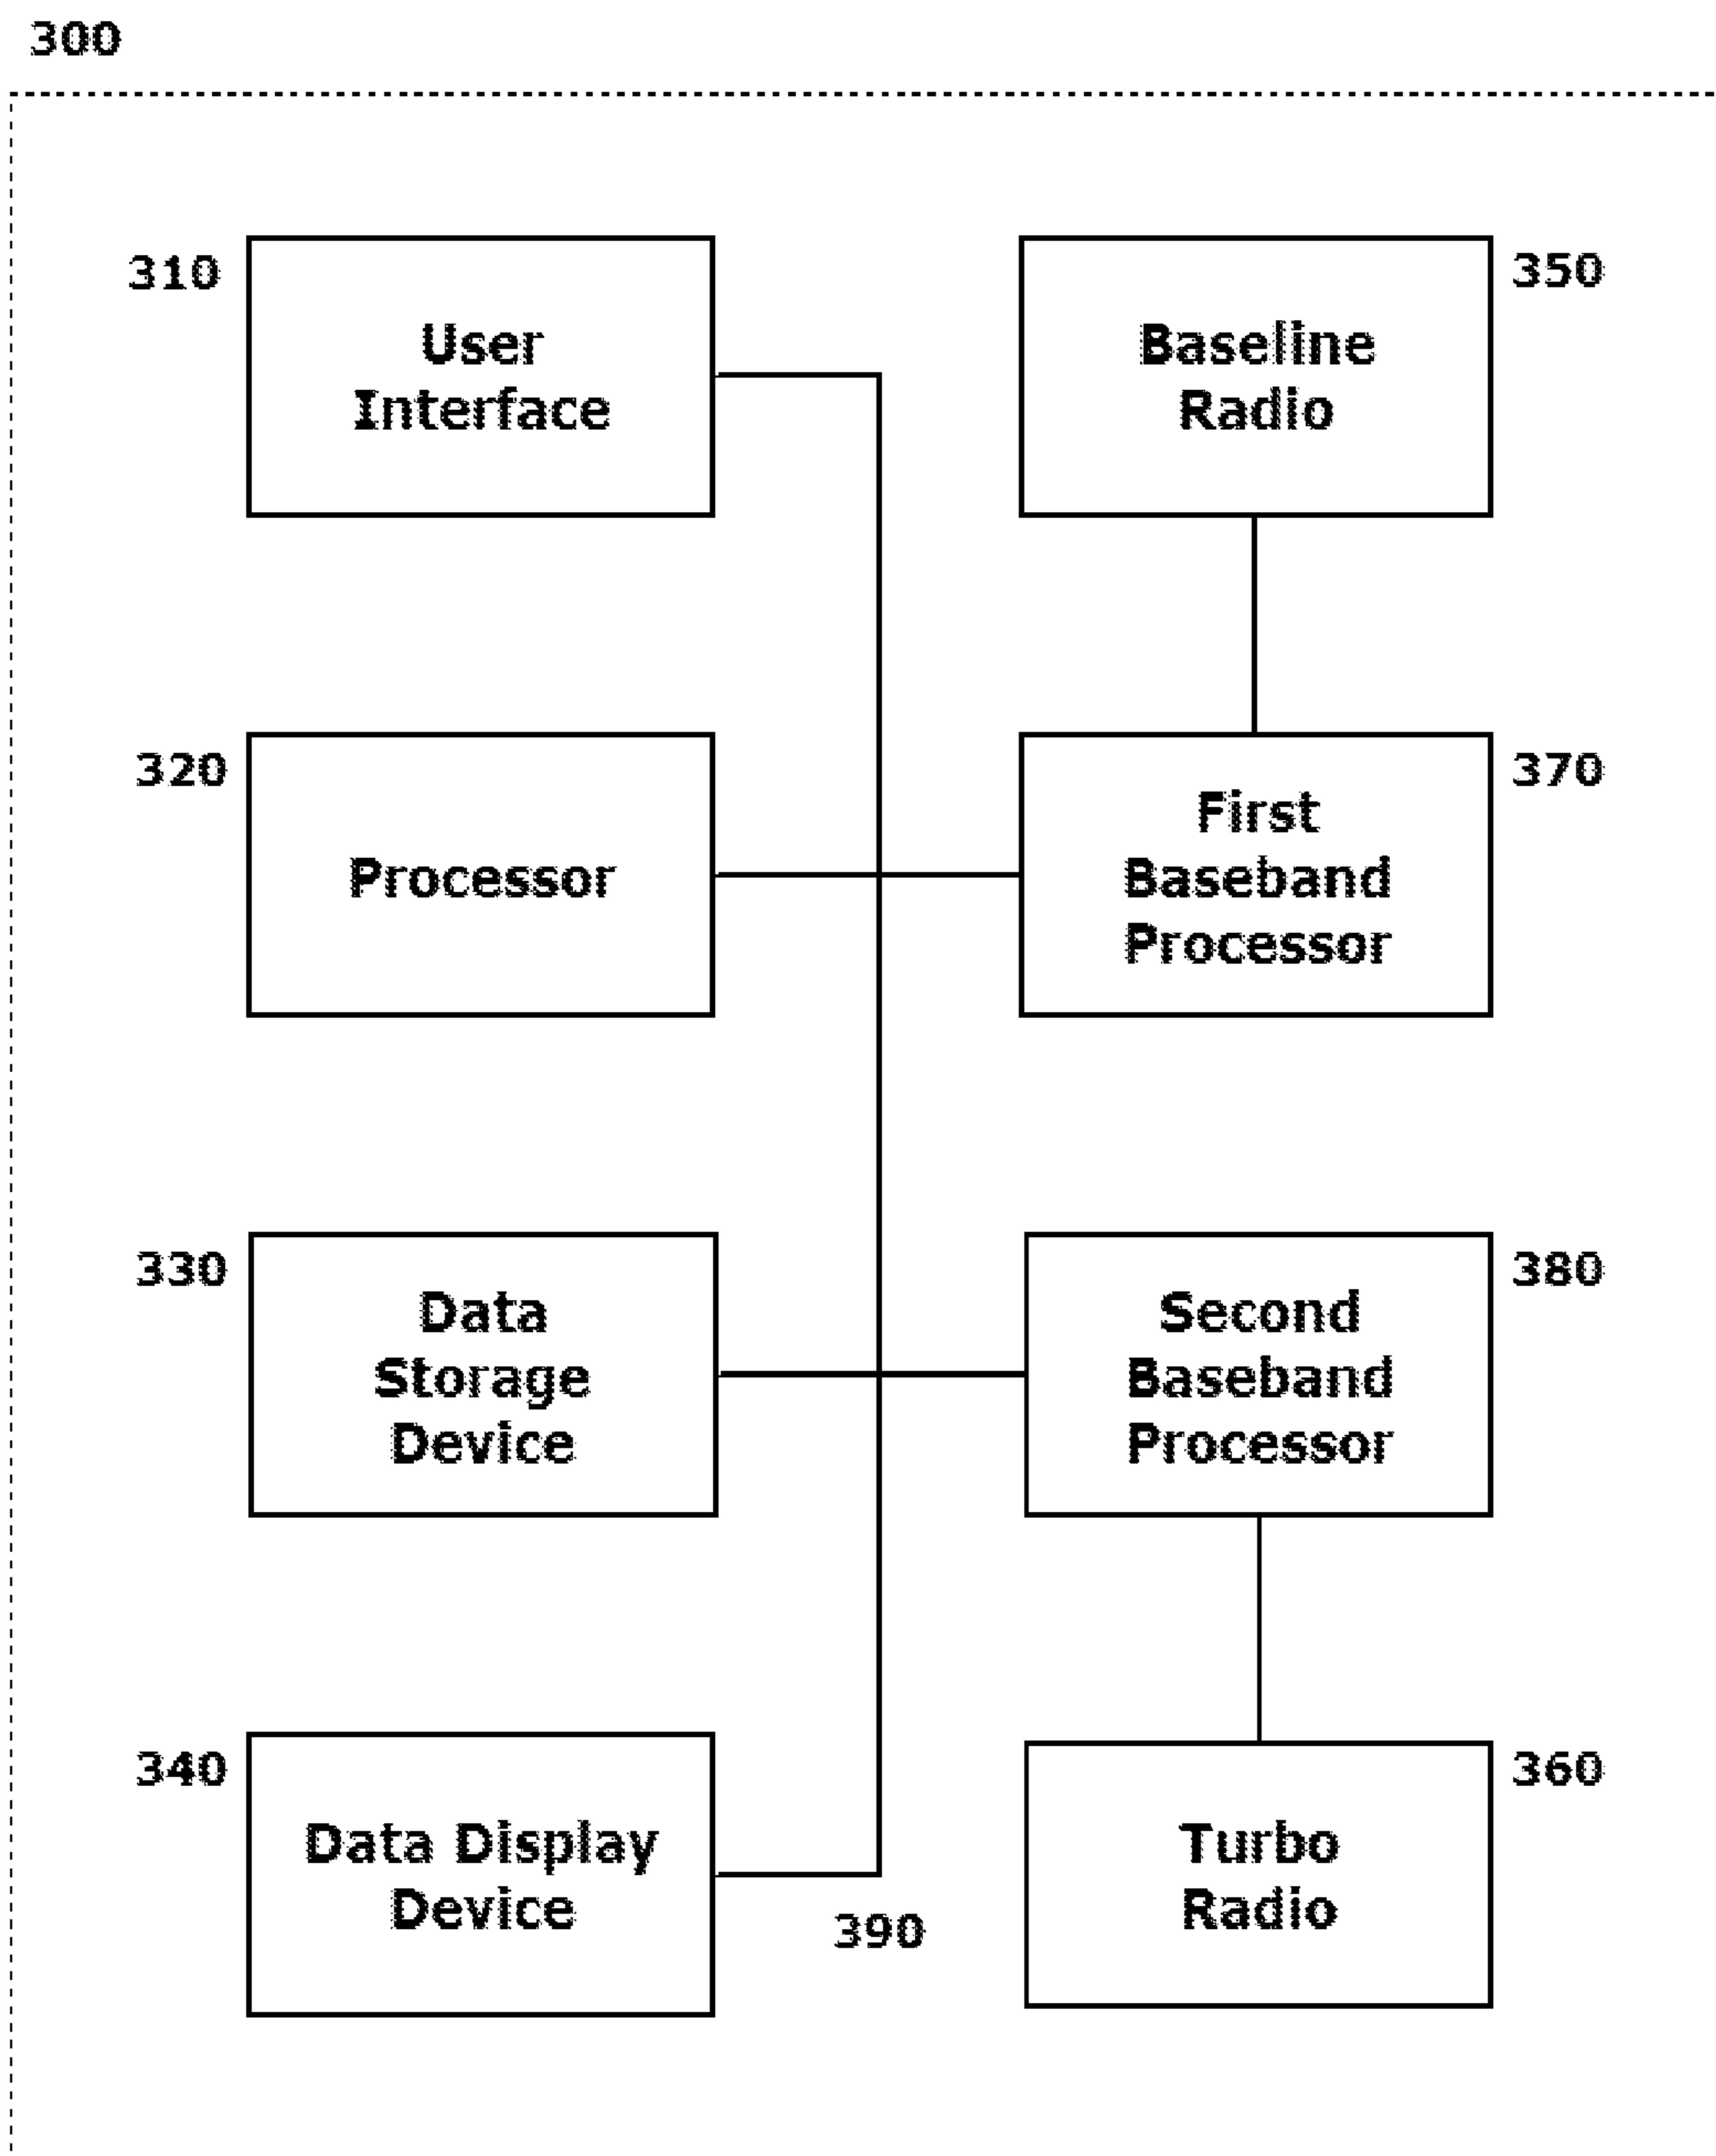 300
310
User
Interface
350
Baseline
Radio
320
Processor
370
First
Baseband
Processor
330
Data
Storage
Device
380
Second
Baseband
Processor
340
Data Display
Device
390
360
Turbo
Radio